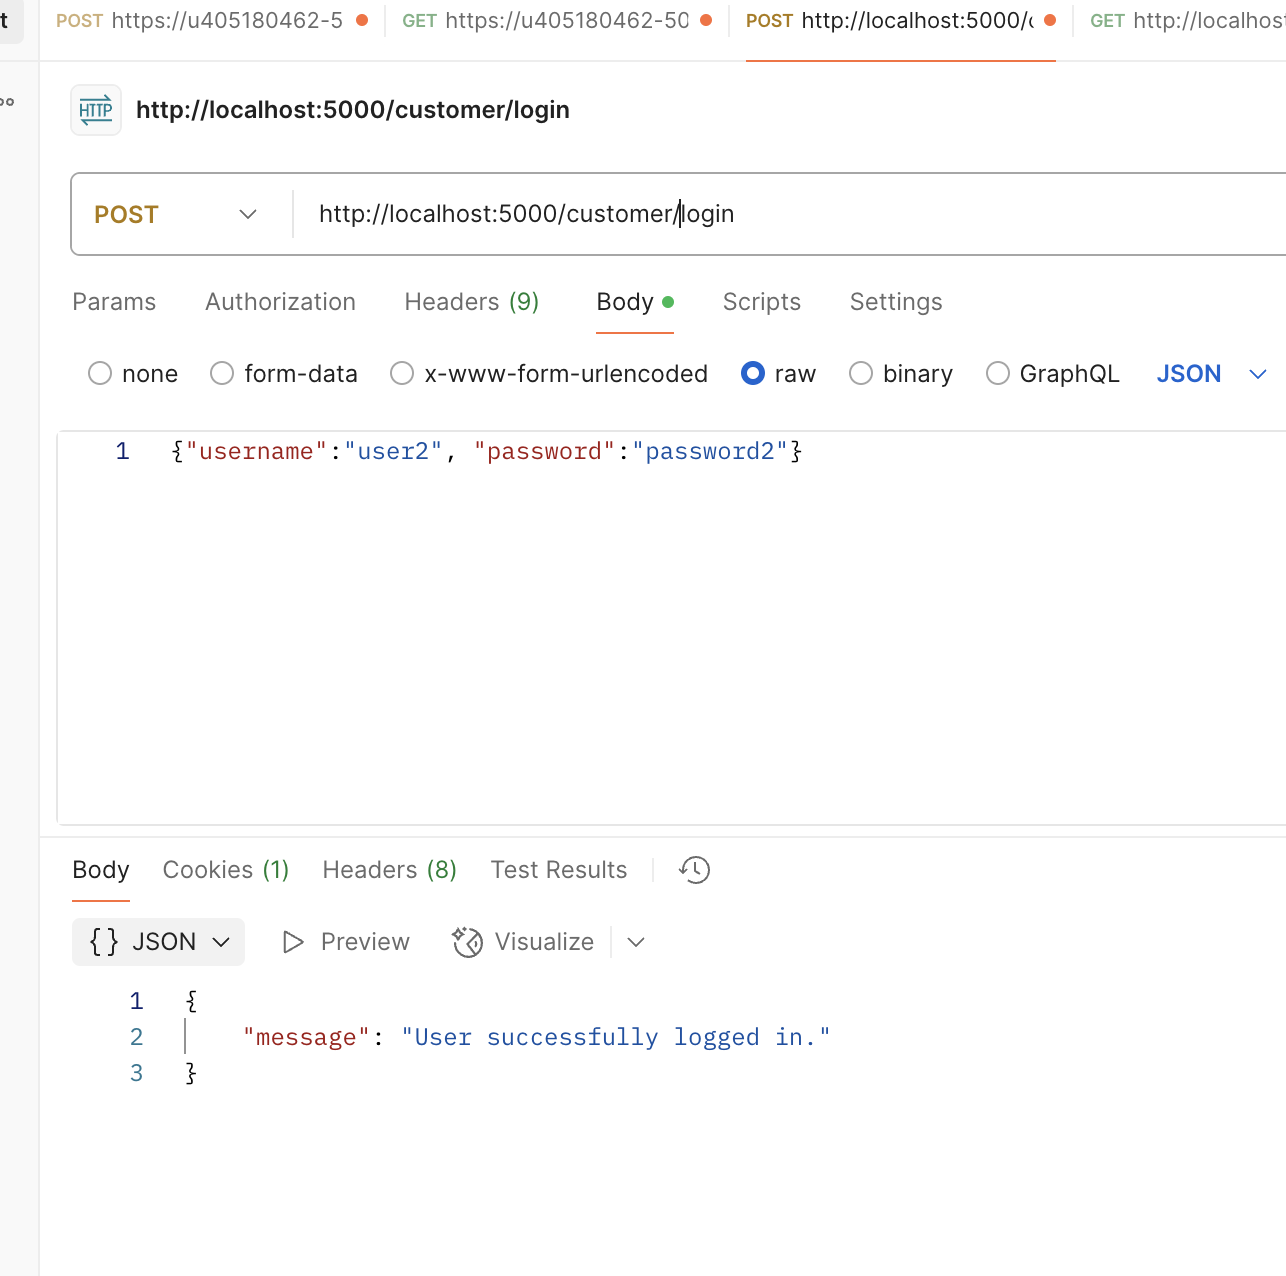 t POST https://u405180462-5 GET https://u405180462-50 POST http://localhost:5000/c GET http://localhos
HTTP http://localhost:5000/customer/login
POST http://localhost:5000/customer/login
Params Authorization Headers (9) Body Scripts Settings
none form-data x-www-form-urlencoded raw binary GraphQL JSON
1 {"username":"user2", "password":"password2"}
Body Cookies (1) Headers (8) Test Results
{} JSON Preview Visualize
1 {
2 "message": "User successfully logged in."
3 }